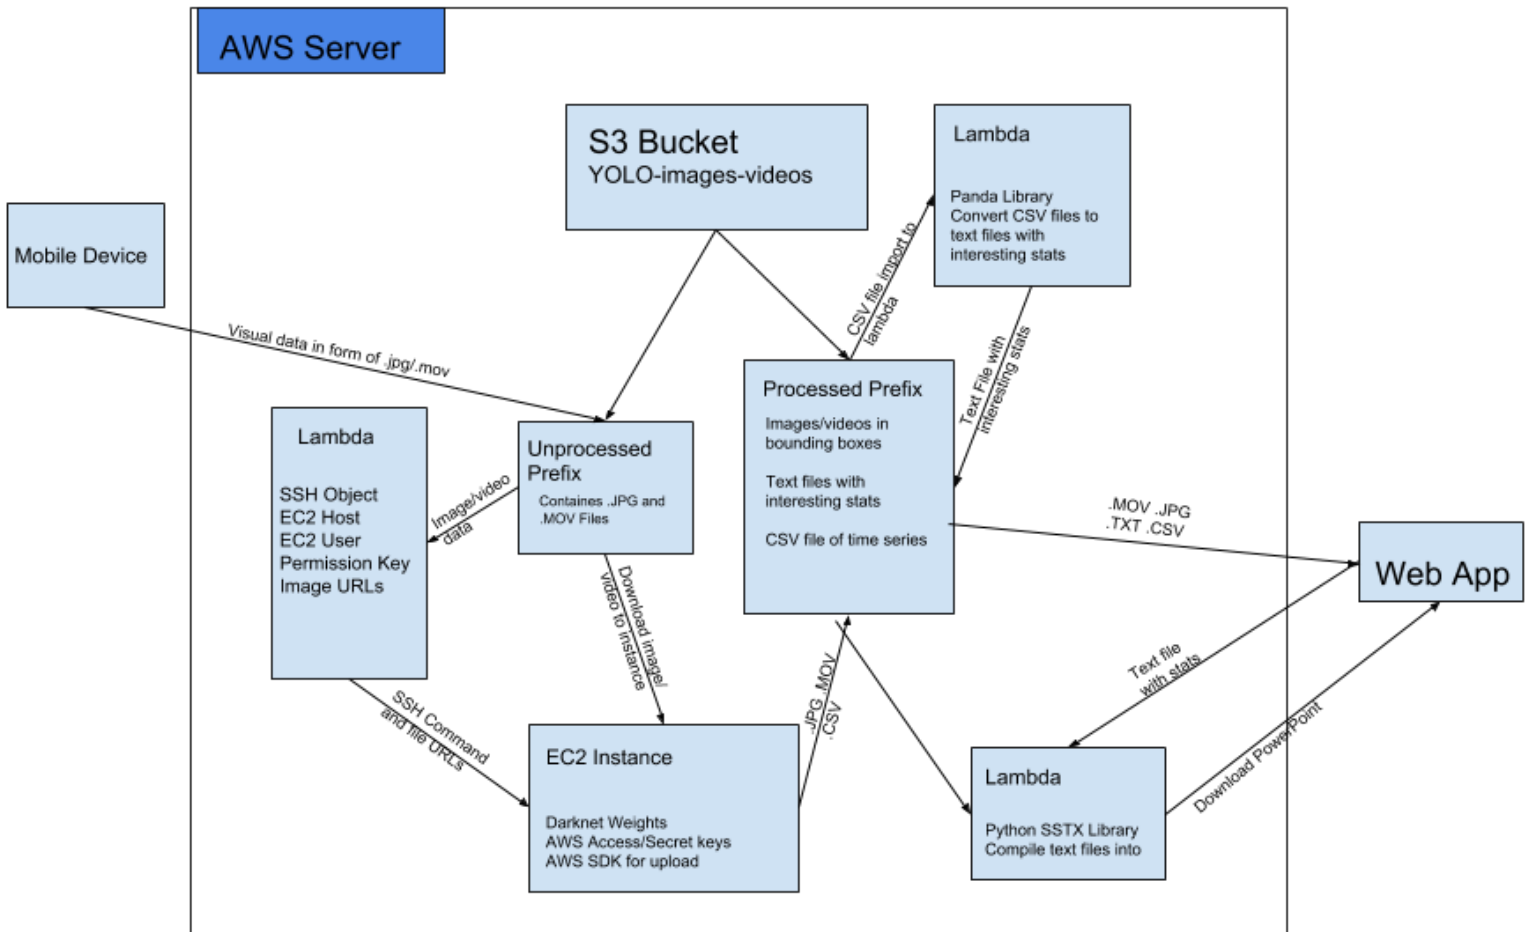 AWS Server
S3 Bucket
YOLO-images-videos
Lambda
Panda Library
Convert CSV files to
text files with
interesting stats
Mobile Device
Visual data in form of .jpg/.mov
CSV file import to
lambda
Text File with
interesting stats
Processed Prefix
Images/videos in
bounding boxes
Text files with
interesting stats
CSV file of time series
Lambda
SSH Object
EC2 Host
EC2 User
Permission Key
Image URLs
Unprocessed
Prefix
Containes .JPG and
.MOV Files
Image/video
data
.MOV .JPG
.TXT .CSV
Web App
Download image/
video to instance
SSH Command
and file URLs
.JPG .MOV
.CSV
Text file
with stats
EC2 Instance
Darknet Weights
AWS Access/Secret keys
AWS SDK for upload
Lambda
Python SSTX Library
Compile text files into
Download PowerPoint